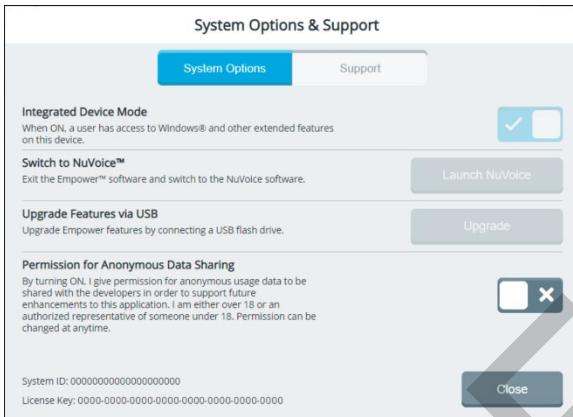 System Options & Support
System Options
Support
Integrated Device Mode
When ON, a user has access to Windows® and other extended features
on this device.
Switch to NuVoice™
Exit the Empower™ software and switch to the NuVoice software.
Launch NuVoice
Upgrade Features via USB
Upgrade Empower features by connecting a USB flash drive.
Upgrade
Permission for Anonymous Data Sharing
By turning ON, I give permission for anonymous usage data to be
shared with the developers in order to support future
enhancements to this application. I am either over 18 or an
authorized representative of someone under 18. Permission can be
changed at anytime.
System ID: 00000000000000000000
License Key: 0000-0000-0000-0000-0000-0000-0000-0000
Close